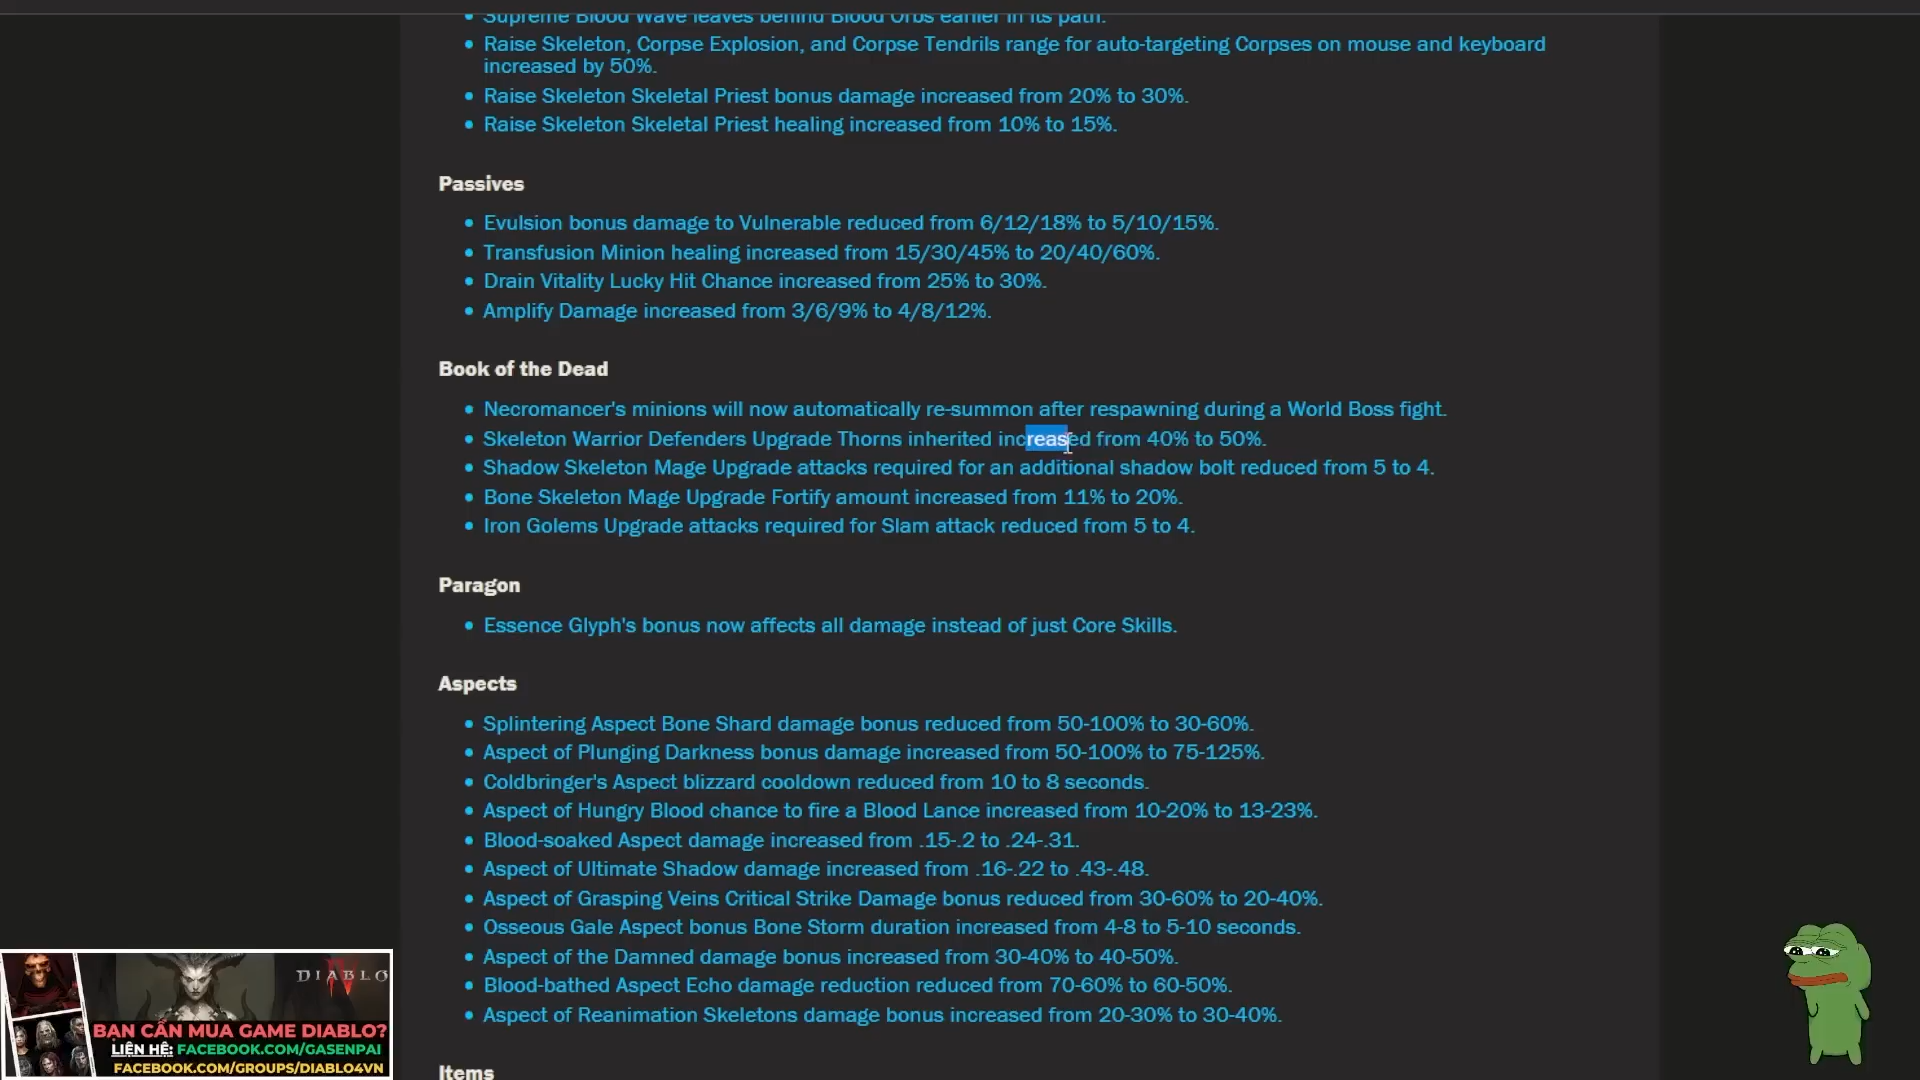 Supreme Blood Wave leaves behind Blood Orbs earlier in its path.
Raise Skeleton, Corpse Explosion, and Corpse Tendrils range for auto-targeting Corpses on mouse and keyboard
increased by 50%.
Raise Skeleton Skeletal Priest bonus damage increased from 20% to 30%.
Raise Skeleton Skeletal Priest healing increased from 10% to 15%.
Passives
Evulsion bonus damage to Vulnerable reduced from 6/12/18% to 5/10/15%.
Transfusion Minion healing increased from 15/30/45% to 20/40/60%.
Drain Vitality Lucky Hit Chance increased from 25% to 30%.
Amplify Damage increased from 3/6/9% to 4/8/12%.
Book of the Dead
Necromancer's minions will now automatically re-summon after respawning during a World Boss fight.
Skeleton Warrior Defenders Upgrade Thorns inherited increased from 40% to 50%.
Shadow Skeleton Mage Upgrade attacks required for an additional shadow bolt reduced from 5 to 4.
Bone Skeleton Mage Upgrade Fortify amount increased from 11% to 20%.
Iron Golems Upgrade attacks required for Slam attack reduced from 5 to 4.
Paragon
Essence Glyph's bonus now affects all damage instead of just Core Skills.
Aspects
Splintering Aspect Bone Shard damage bonus reduced from 50-100% to 30-60%.
Aspect of Plunging Darkness bonus damage increased from 50-100% to 75-125%.
Coldbringer's Aspect blizzard cooldown reduced from 10 to 8 seconds.
Aspect of Hungry Blood chance to fire a Blood Lance increased from 10-20% to 13-23%.
Blood-soaked Aspect damage increased from .15-.2 to .24-.31.
Aspect of Ultimate Shadow damage increased from .16-.22 to .43-.48.
Aspect of Grasping Veins Critical Strike Damage bonus reduced from 30-60% to 20-40%.
Osseous Gale Aspect bonus Bone Storm duration increased from 4-8 to 5-10 seconds.
Aspect of the Damned damage bonus increased from 30-40% to 40-50%.
Blood-bathed Aspect Echo damage reduction reduced from 70-60% to 60-50%.
Aspect of Reanimation Skeletons damage bonus increased from 20-30% to 30-40%.
Items
DIABLO
IV
BẠN CẦN MUA GAME DIABLO?
LIÊN HỆ: FACEBOOK.COM/GASENPAI
FACEBOOK.COM/GROUPS/DIABLO4VN